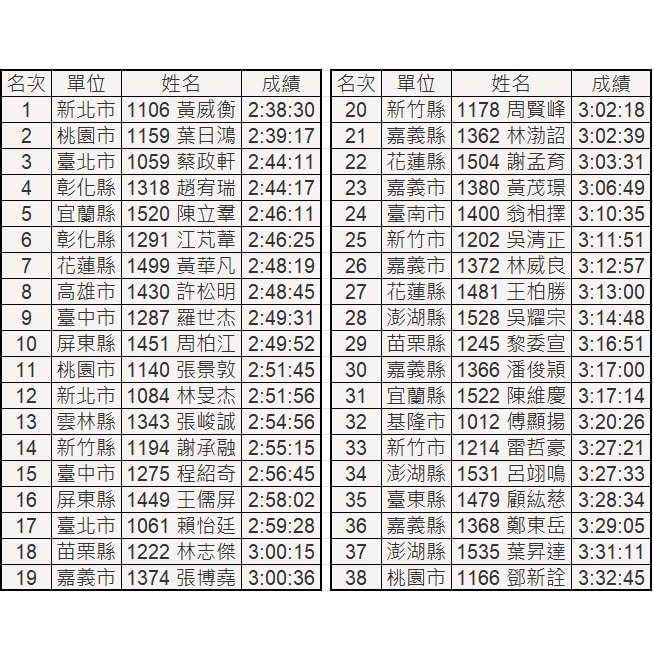 名次 單位 姓名 成績
1 新北市 1106 黃威衡 2:38:30
2 桃園市 1159 葉日鴻 2:39:17
3 臺北市 1059 蔡政軒 2:44:11
4 彰化縣 1318 趙宥瑞 2:44:17
5 宜蘭縣 1520 陳立羣 2:46:11
6 彰化縣 1291 江芃葦 2:46:25
7 花蓮縣 1499 黃華凡 2:48:19
8 高雄市 1430 許松明 2:48:45
9 臺中市 1287 羅世杰 2:49:31
10 屏東縣 1451 周柏江 2:49:52
11 桃園市 1140 張景敦 2:51:45
12 新北市 1084 林旻杰 2:51:56
13 雲林縣 1343 張峻誠 2:54:56
14 新竹縣 1194 謝承融 2:55:15
15 臺中市 1275 程紹奇 2:56:45
16 屏東縣 1449 王儒屏 2:58:02
17 臺北市 1061 賴怡廷 2:59:28
18 苗栗縣 1222 林志傑 3:00:15
19 嘉義市 1374 張博堯 3:00:36
名次 單位 姓名 成績
20 新竹縣 1178 周賢峰 3:02:18
21 嘉義縣 1362 林渤詔 3:02:39
22 花蓮縣 1504 謝孟育 3:03:31
23 嘉義市 1380 黃茂璟 3:06:49
24 臺南市 1400 翁相擇 3:10:35
25 新竹市 1202 吳清正 3:11:51
26 嘉義市 1372 林威良 3:12:57
27 花蓮縣 1481 王柏勝 3:13:00
28 澎湖縣 1528 吳耀宗 3:14:48
29 苗栗縣 1245 黎委宣 3:16:51
30 嘉義縣 1366 潘俊穎 3:17:00
31 宜蘭縣 1522 陳維慶 3:17:14
32 基隆市 1012 傅顯揚 3:20:26
33 新竹市 1214 雷哲豪 3:27:21
34 澎湖縣 1531 呂翊鳴 3:27:33
35 臺東縣 1479 顧紘慈 3:28:34
36 嘉義縣 1368 鄭東岳 3:29:05
37 澎湖縣 1535 葉昇達 3:31:11
38 桃園市 1166 鄧新詮 3:32:45